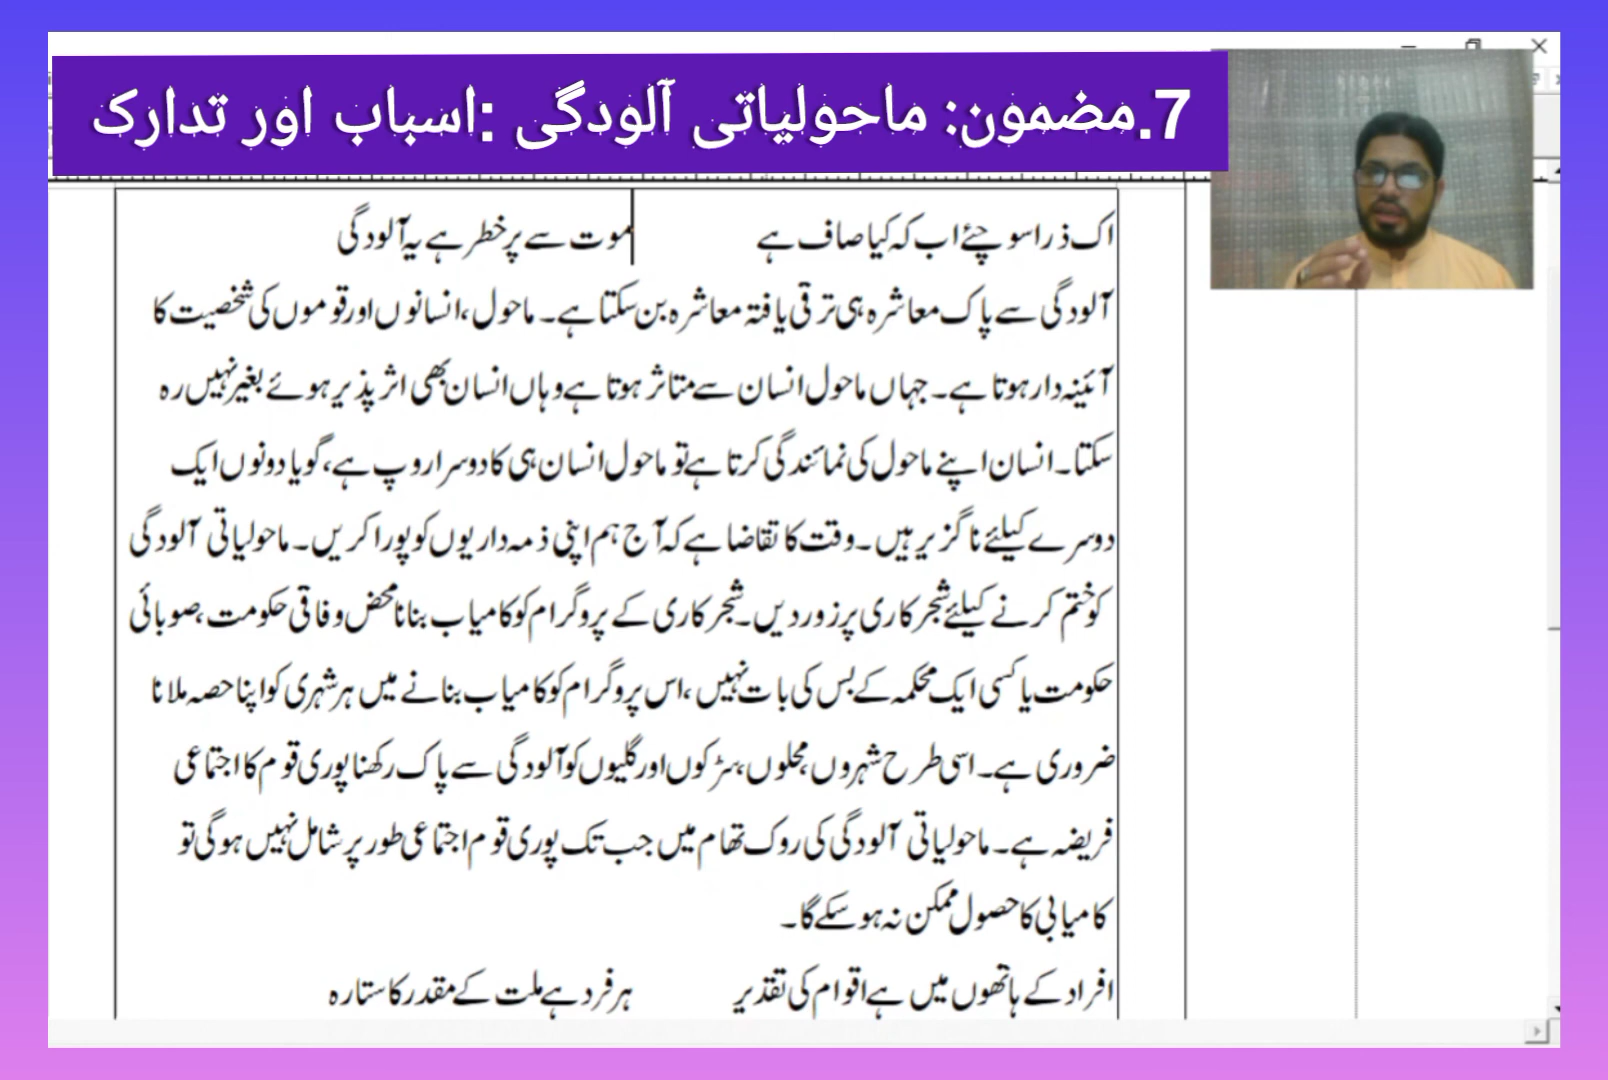 7.مضمون: ماحولیاتی آلودگی :اسباب اور تدارک
اک ذرا سوچئے اب کہ کیا صاف ہے موت سے پر خطر ہے یہ آلودگی
آلودگی سے پاک معاشرہ ہی ترقی یافتہ معاشرہ بن سکتا ہے۔ ماحول، انسانوں اور قوموں کی شخصیت کا
آئینہ دار ہوتا ہے۔ جہاں ماحول انسان سے متاثر ہوتا ہے وہاں انسان بھی اثر پذیر ہوئے بغیر نہیں رہ
سکتا۔ انسان اپنے ماحول کی نمائندگی کرتا ہے تو ماحول انسان ہی کا دوسرا روپ ہے، گویا دونوں ایک
دوسرے کیلئے ناگزیر ہیں۔ وقت کا تقاضا ہے کہ آج ہم اپنی ذمہ داریوں کو پورا کریں۔ ماحولیاتی آلودگی
کو ختم کرنے کیلئے شجر کاری پر زور دیں۔ شجر کاری کے پروگرام کو کامیاب بنانا محض وفاقی حکومت، صوبائی
حکومت یا کسی ایک محکمہ کے بس کی بات نہیں، اس پروگرام کو کامیاب بنانے میں ہر شہری کو اپنا حصہ ملانا
ضروری ہے۔ اسی طرح شہروں، محلوں، سڑکوں اور گلیوں کو آلودگی سے پاک رکھنا پوری قوم کا اجتماعی
فریضہ ہے۔ ماحولیاتی آلودگی کی روک تھام میں جب تک پوری قوم اجتماعی طور پر شامل نہیں ہوگی تو
کامیابی کا حصول ممکن نہ ہو سکے گا۔
افراد کے ہاتھوں میں ہے اقوام کی تقدیر ہر فرد ہے ملت کے مقدر کا ستارہ